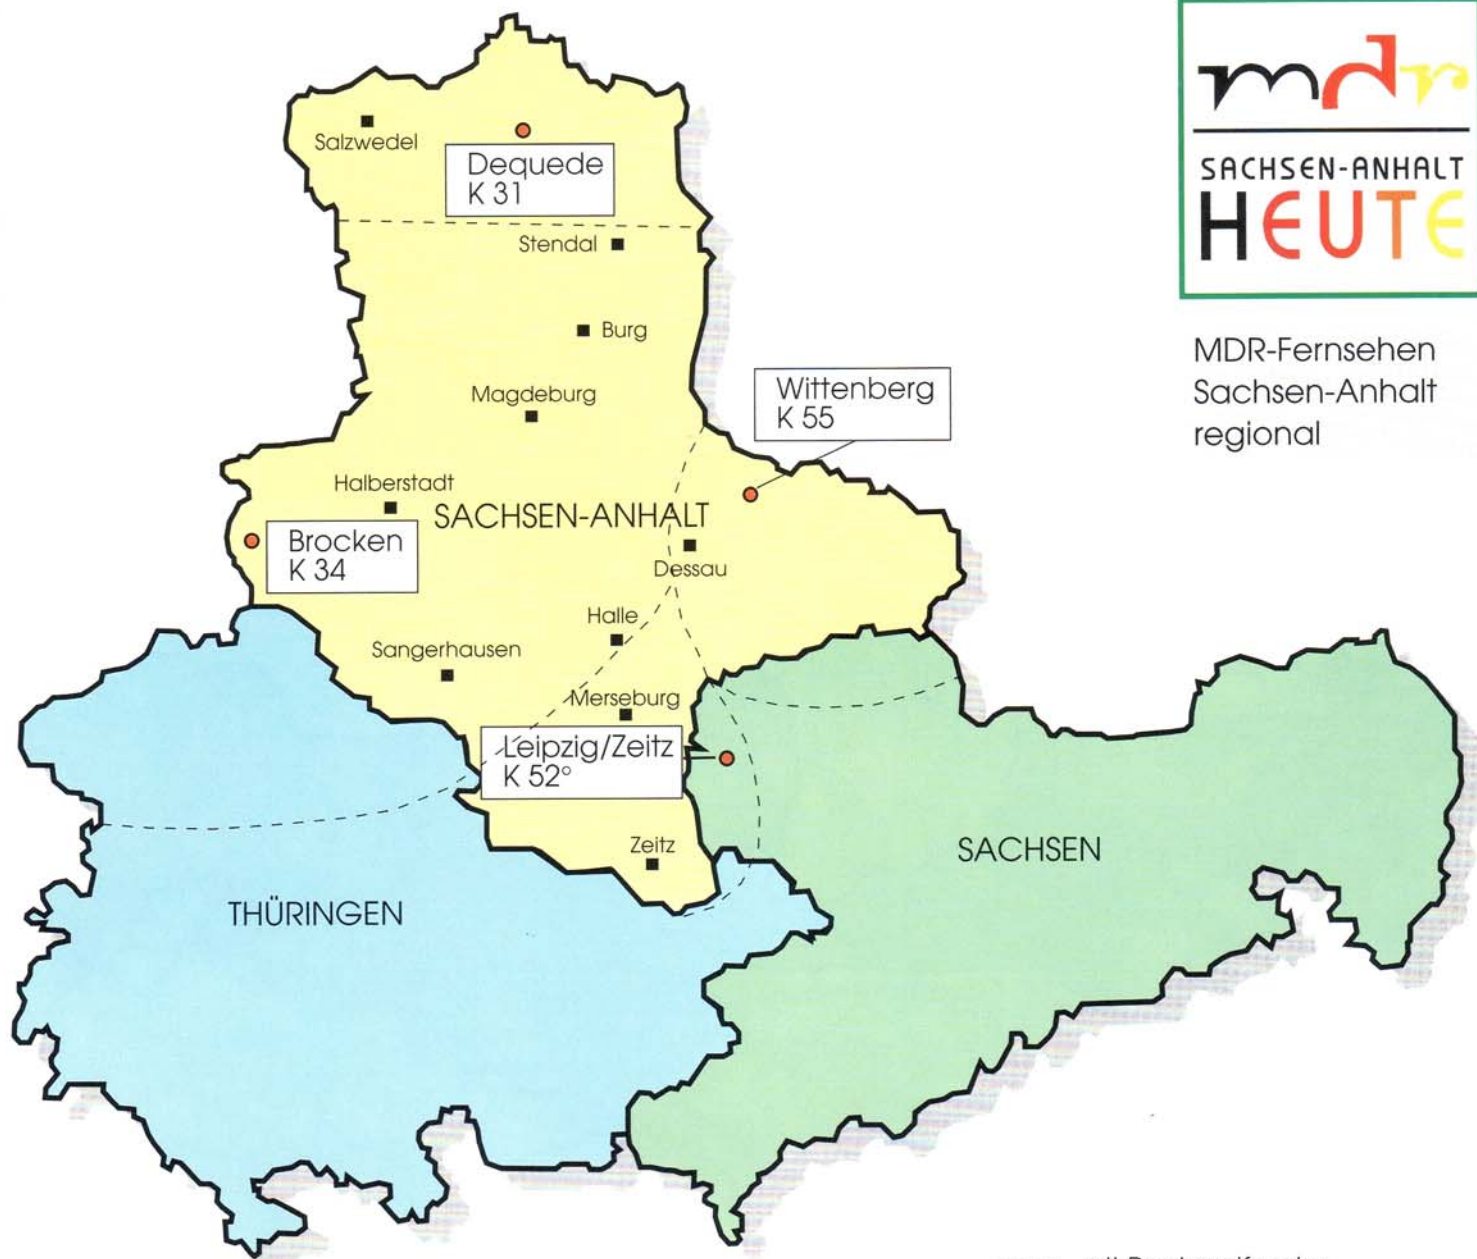 mdr
SACHSEN-ANHALT
HEUTE
MDR-Fernsehen
Sachsen-Anhalt
regional
Salzwedel
Dequede
K 31
Stendal
Burg
Magdeburg
Wittenberg
K 55
Halberstadt
SACHSEN-ANHALT
Brocken
K 34
Dessau
Halle
Sangerhausen
Merseburg
Leipzig/Zeitz
K 52°
Zeitz
SACHSEN
THÜRINGEN